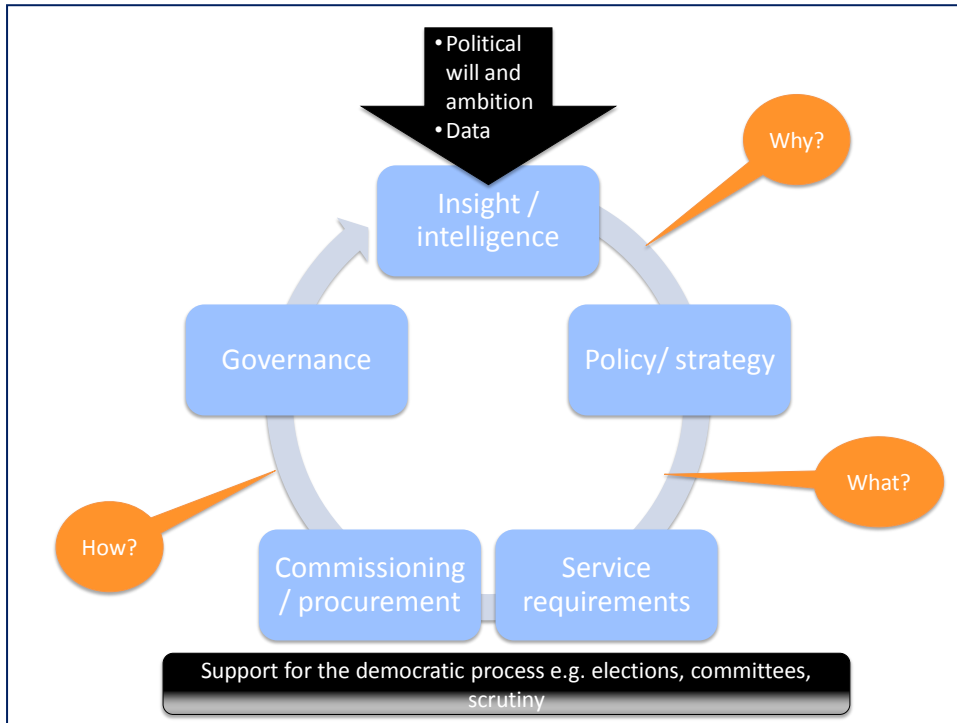 • Political
will and
ambition
• Data
Why?
Insight /
intelligence
Governance
Policy/ strategy
What?
How?
Commissioning
/ procurement
Service
requirements
Support for the democratic process e.g. elections, committees,
scrutiny